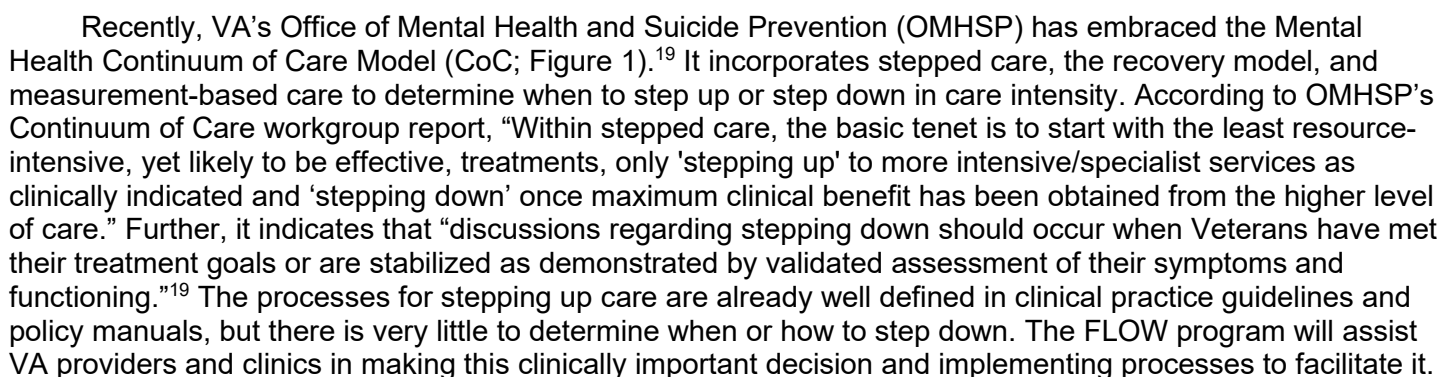 Recently, VA’s Office of Mental Health and Suicide Prevention (OMHSP) has embraced the Mental
Health Continuum of Care Model (CoC; Figure 1).19 It incorporates stepped care, the recovery model, and
measurement-based care to determine when to step up or step down in care intensity. According to OMHSP’s
Continuum of Care workgroup report, “Within stepped care, the basic tenet is to start with the least resource-
intensive, yet likely to be effective, treatments, only 'stepping up' to more intensive/specialist services as
clinically indicated and ‘stepping down’ once maximum clinical benefit has been obtained from the higher level
of care.” Further, it indicates that “discussions regarding stepping down should occur when Veterans have met
their treatment goals or are stabilized as demonstrated by validated assessment of their symptoms and
functioning.”19 The processes for stepping up care are already well defined in clinical practice guidelines and
policy manuals, but there is very little to determine when or how to step down. The FLOW program will assist
VA providers and clinics in making this clinically important decision and implementing processes to facilitate it.